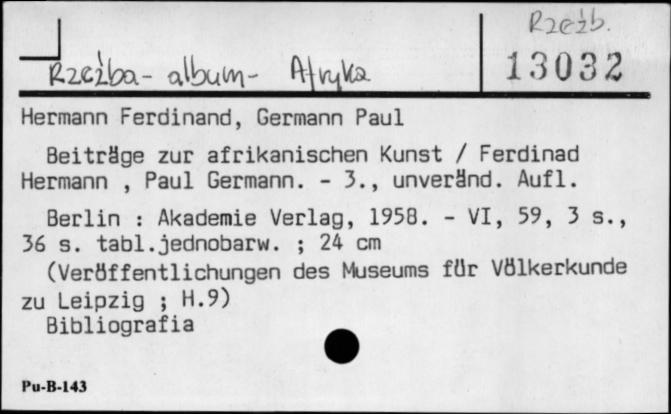 Rzeźb.
Rzeźba - album - Afryka
13032
Hermann Ferdinand, Germann Paul
Beiträge zur afrikanischen Kunst / Ferdinad
Hermann , Paul Germann. - 3., unveränd. Aufl.
Berlin : Akademie Verlag, 1958. - VI, 59, 3 s.,
36 s. tabl.jednobarw. ; 24 cm
(Veröffentlichungen des Museums für Völkerkunde
zu Leipzig ; H.9)
Bibliografia
Pu-B-143